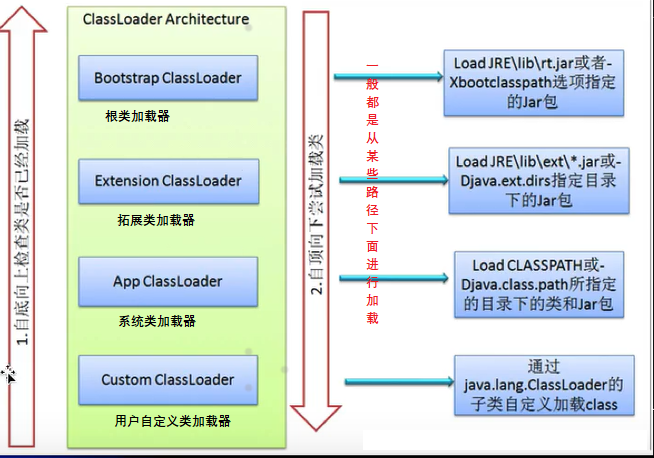 ClassLoader Architecture
1.自底向上检查类是否已经加载
Bootstrap ClassLoader
根类加载器
Extension ClassLoader
拓展类加载器
App ClassLoader
系统类加载器
Custom ClassLoader
用户自定义类加载器
2.自项向下尝试加载类
一般都是从某些路径下面进行加载
Load JRE\lib\rt.jar或者-
Xbootclasspath选项指定
的Jar包
Load JRE\lib\ext\*.jar或-
Djava.ext.dirs指定目录
下的Jar包
Load CLASSPATH或-
Djava.class.path所指定
的目录下的类和Jar包
通过
java.lang.ClassLoader的
子类自定义加载class